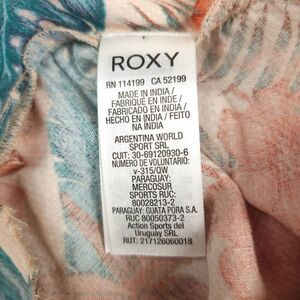 ROXY
RN 114199 CA 52199
MADE IN INDIA /
FABRIQUÉ EN INDE /
FABRICADO EN INDIA /
HECHO EN INDIA / FEITO
NA ÍNDIA
ARGENTINA WORLD
SPORT SRL
CUIT: 30-69120930-6
NUMERO DE VOLUNTARIO:
v-315/QW
PARAGUAY:
MERCOSUR
SPORTS RUC:
80028213-2
PARAGUAY: GUATA PORA S.A.
RUC 80050373-2
Action Sports del
Uruguay SRL
RUT: 217126060018